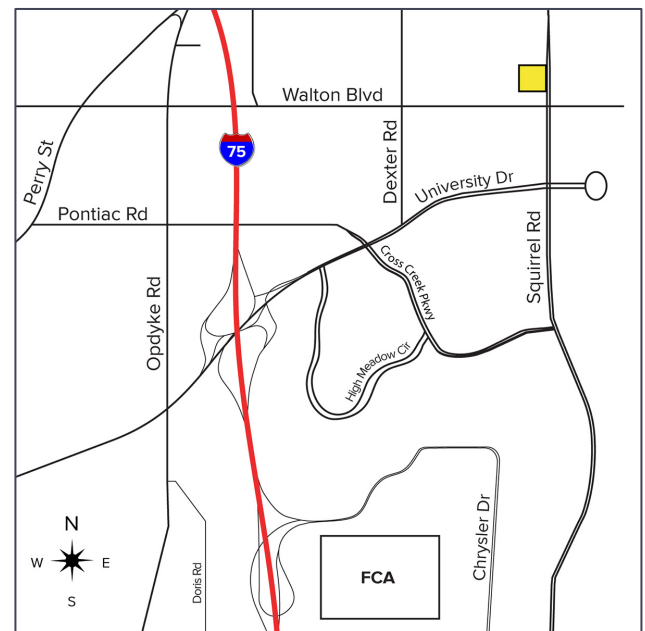 Walton Blvd
Perry St
75
Dexter Rd
University Dr
Pontiac Rd
Squirrel Rd
Cross Creek Pkwy
Opdyke Rd
High Meadow Cir
Chrysler Dr
N
W E
S
Doris Rd
FCA